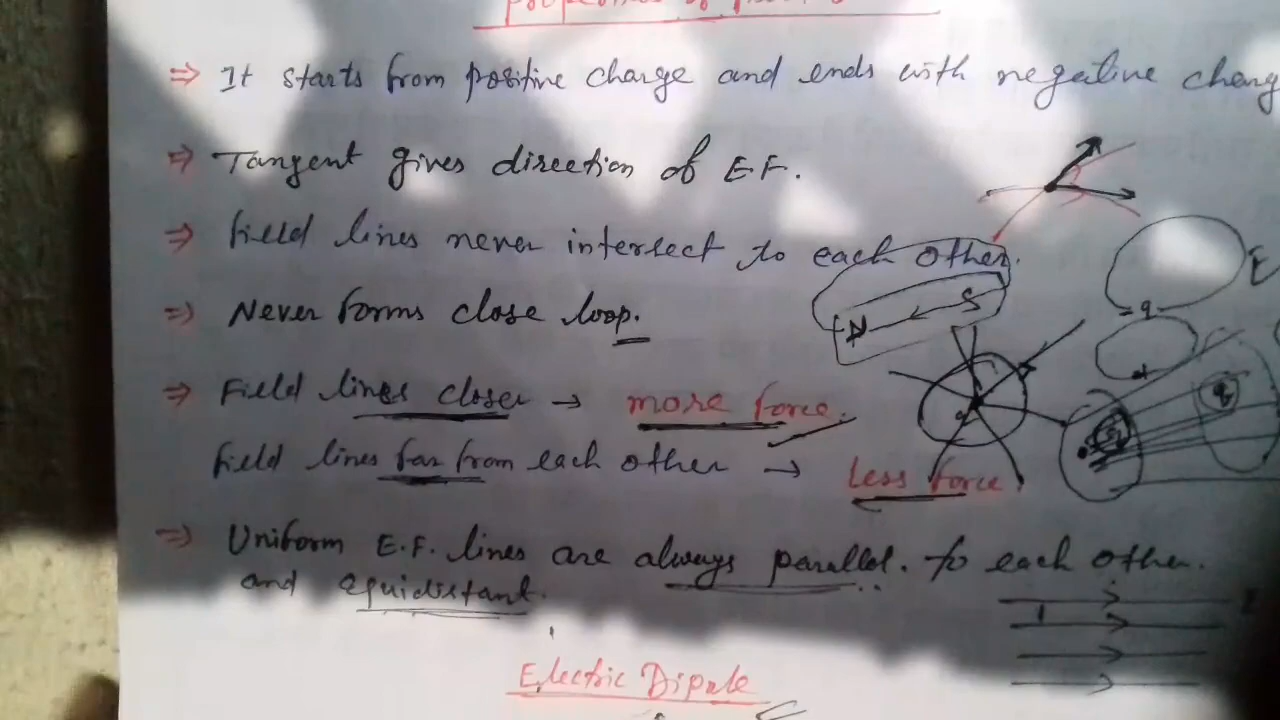 ⇒ It starts from positive charge and ends with negative
⇒ Tangent gives direction of E.F.
⇒ Field lines never intersect to each other.
⇒ Never forms close loop.
⇒ Field lines closer → more force.
Field lines far from each other → less force.
⇒ Uniform E.F. lines are always parallel. to each other.
and equidistant.
Electric Dipole
S
N
E
-q
q